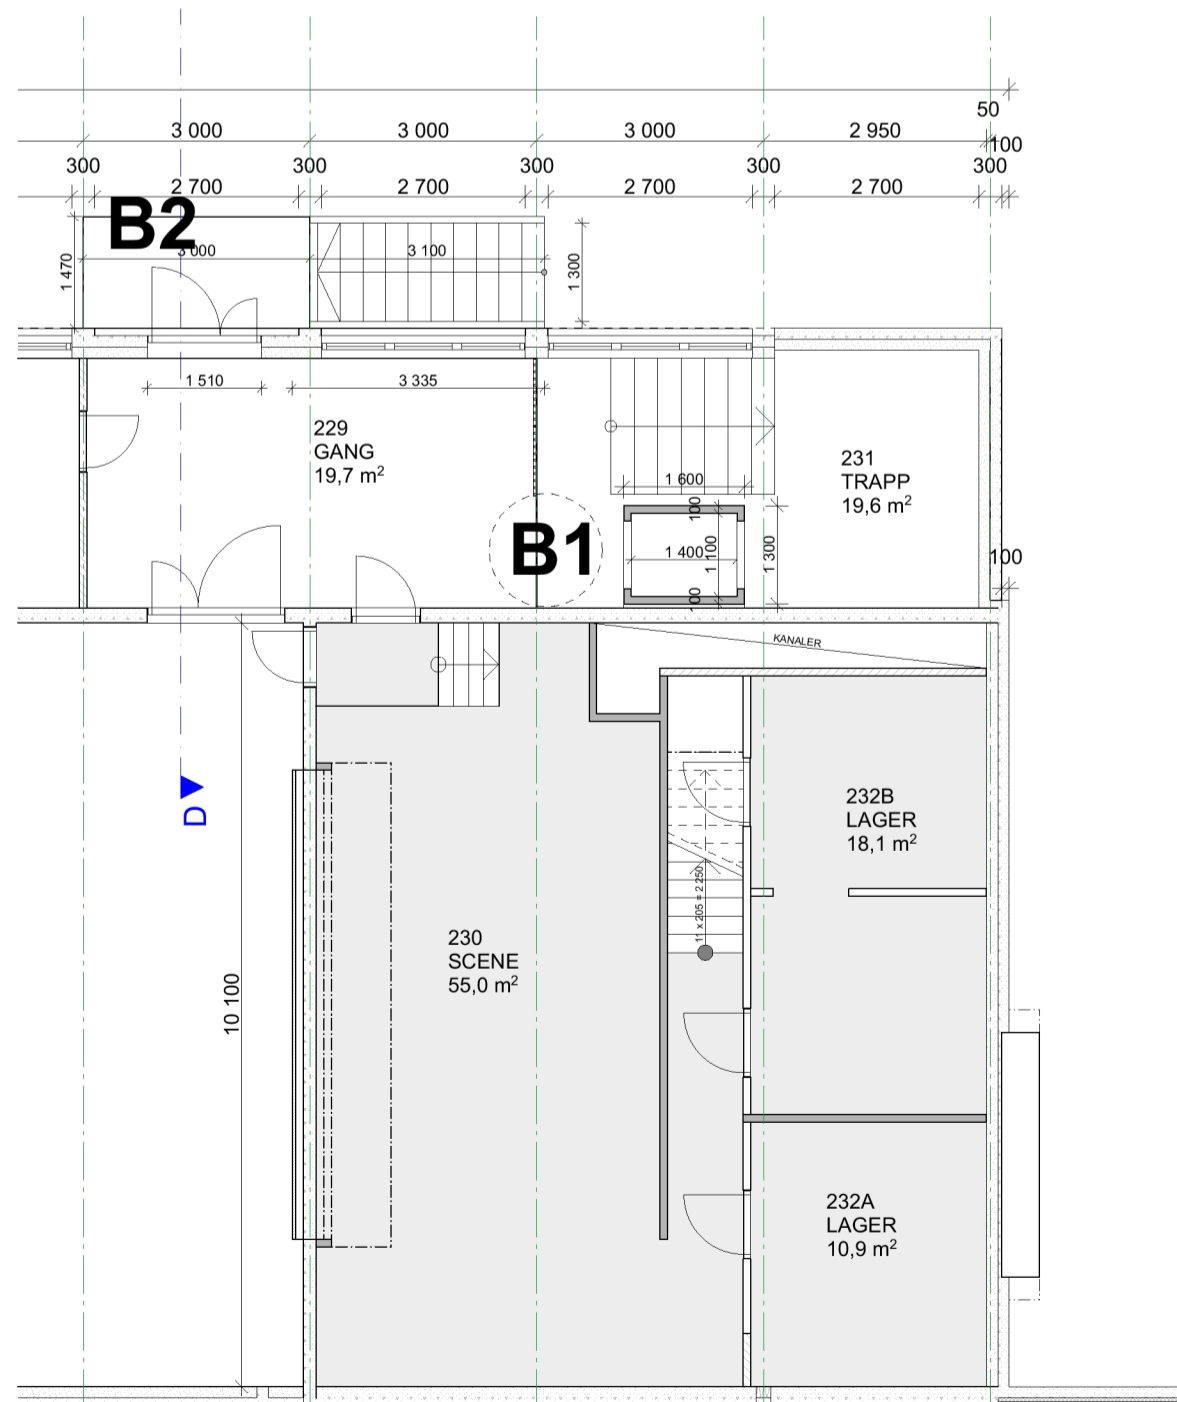 50
3 000
3 000
3 000
2 950
100
300
300
300
300
300
2 700
2 700
2 700
2 700
B2
3 000
3 100
1 470
1 300
1 510
3 335
229
GANG
19,7 m²
231
TRAPP
19,6 m²
1 600
100
B1
1 400
1 100
1 300
100
100
KANALER
D
232B
LAGER
18,1 m²
11 x 205 = 2 250
230
SCENE
55,0 m²
10 100
232A
LAGER
10,9 m²